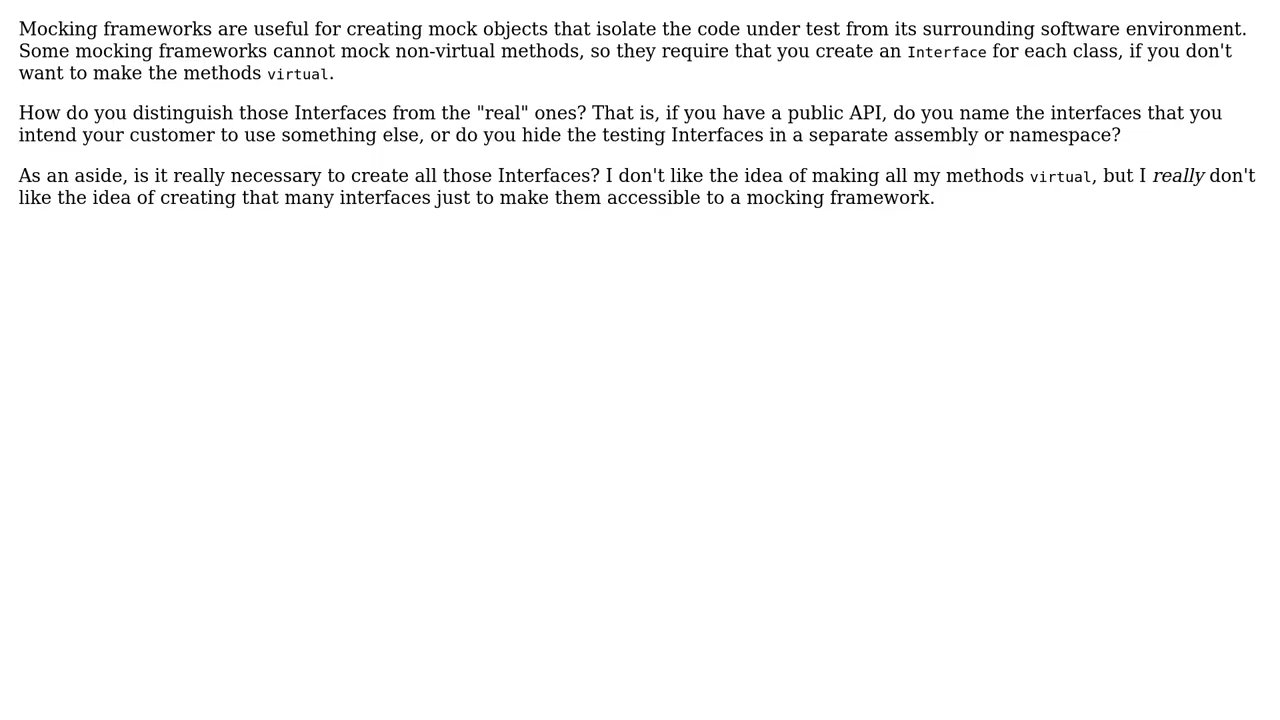 Mocking frameworks are useful for creating mock objects that isolate the code under test from its surrounding software environment.
Some mocking frameworks cannot mock non-virtual methods, so they require that you create an Interface for each class, if you don't
want to make the methods virtual.
How do you distinguish those Interfaces from the "real" ones? That is, if you have a public API, do you name the interfaces that you
intend your customer to use something else, or do you hide the testing Interfaces in a separate assembly or namespace?
As an aside, is it really necessary to create all those Interfaces? I don't like the idea of making all my methods virtual, but I really don't
like the idea of creating that many interfaces just to make them accessible to a mocking framework.